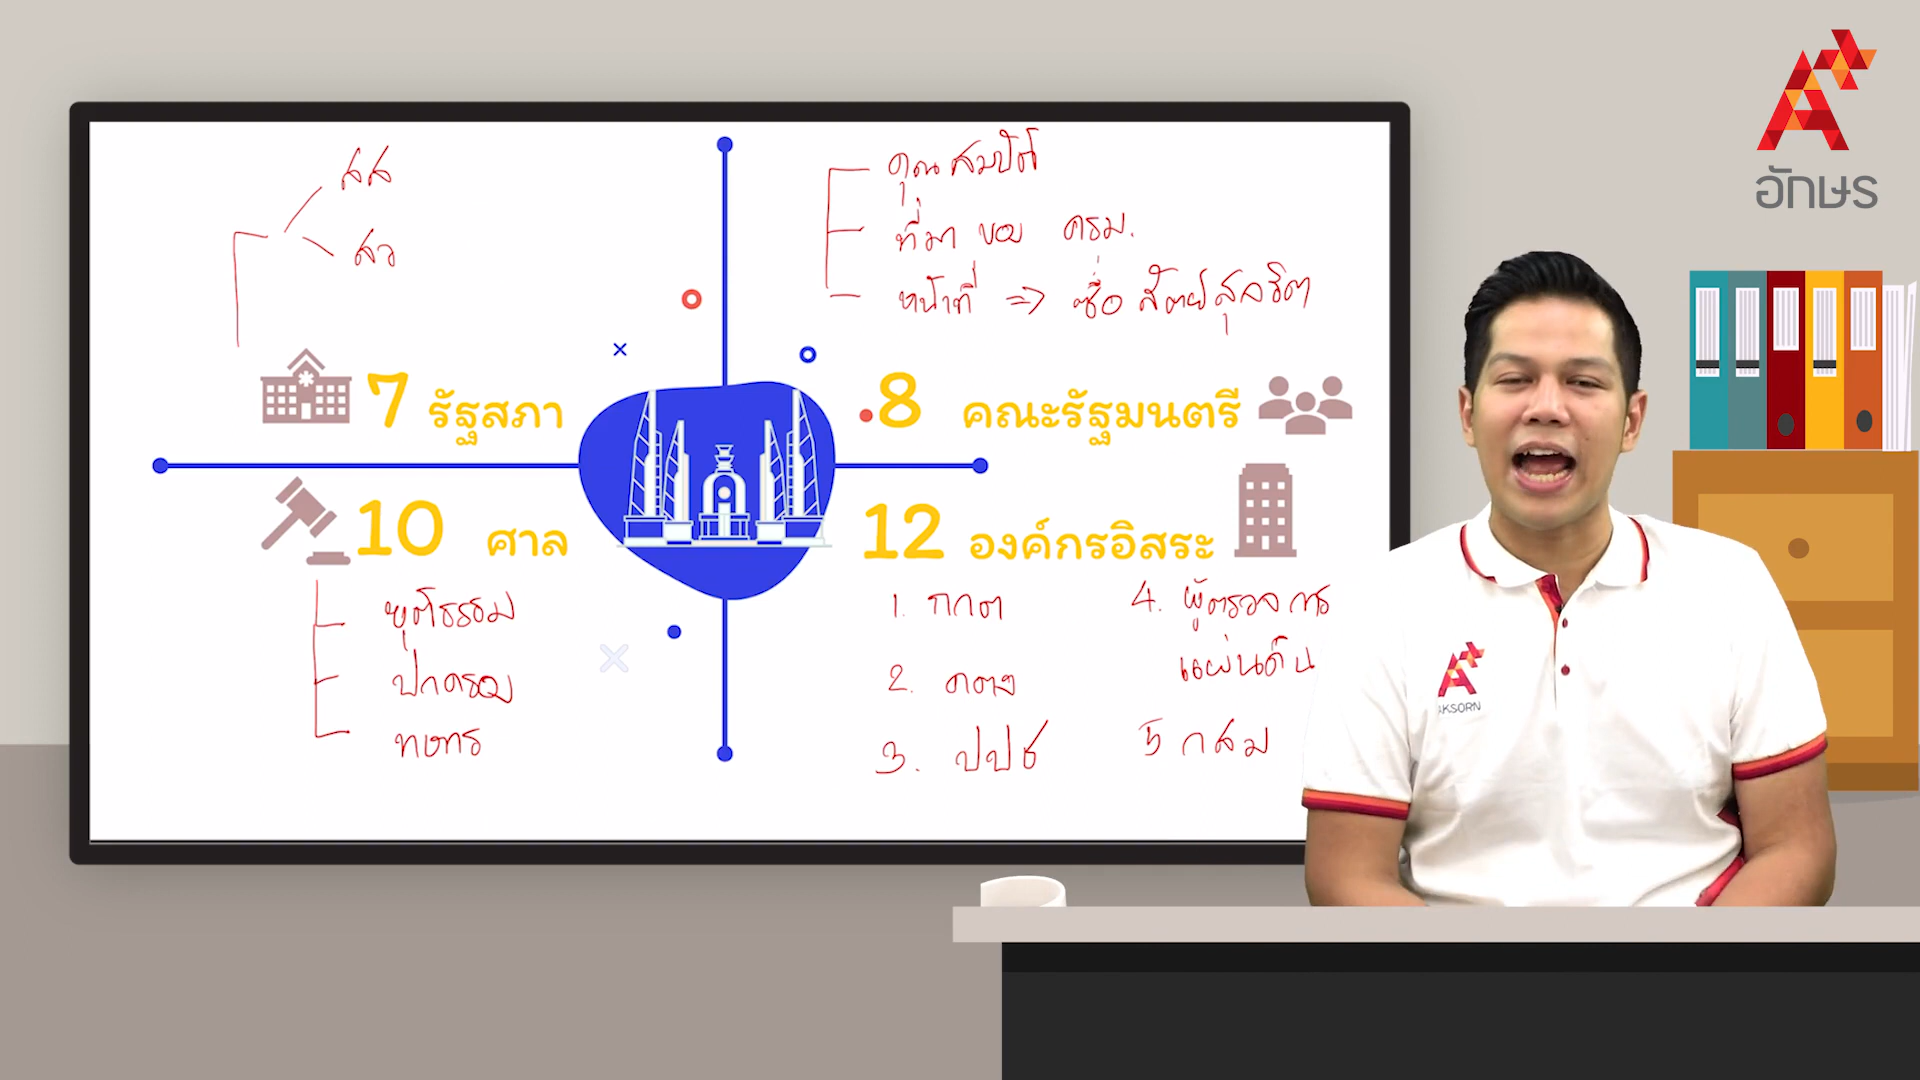 สส
สว
7 รัฐสภา
คุณสมบัติ
ที่มา ของ ครม.
หน้าที่ => ซื่อสัตย์สุจริต
8 คณะรัฐมนตรี
10 ศาล
ยุติธรรม
ปกครอง
ทหาร
12 องค์กรอิสระ
1. กกต
2. คตง
3. ปปช
4. ผู้ตรวจการ
แผ่นดิน
5 กสม
อักษร
AKSORN